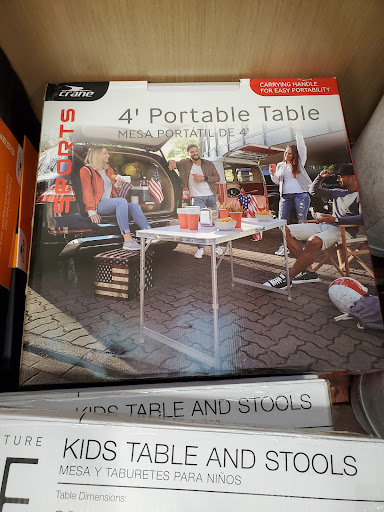 crane
CARRYING HANDLE
FOR EASY PORTABILITY
SPORTS
4' Portable Table
MESA PORTÁTIL DE 4'
KIDS TABLE AND STOOLS
TURE
KIDS TABLE AND STOOLS
MESA Y TABURETES PARA NIÑOS
Table Dimensions: